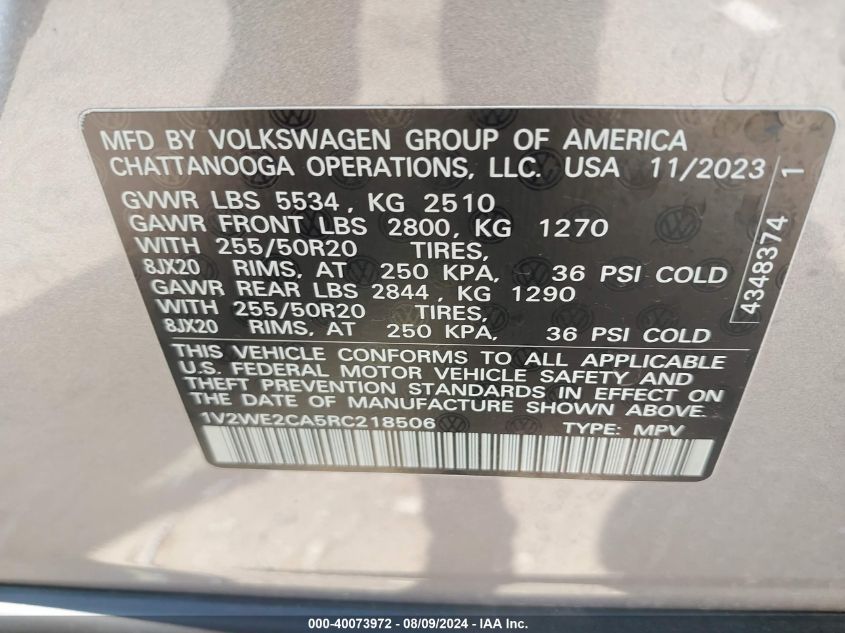 MFD BY VOLKSWAGEN GROUP OF AMERICA
CHATTANOOGA OPERATIONS, LLC. USA 11/2023
GVWR LBS 5534, KG 2510
GAWR FRONT LBS 2800, KG 1270
WITH 255/50R20 TIRES,
8JX20 RIMS, AT 250 KPA, 36 PSI COLD
GAWR REAR LBS 2844, KG 1290
WITH 255/50R20 TIRES,
8JX20 RIMS, AT 250 KPA, 36 PSI COLD
THIS VEHICLE CONFORMS TO ALL APPLICABLE
U.S. FEDERAL MOTOR VEHICLE SAFETY AND
THEFT PREVENTION STANDARDS IN EFFECT ON
THE DATE OF MANUFACTURE SHOWN ABOVE.
1V2WE2CA5RC218506 TYPE: MPV
4348374 1
000-40073972 - 08/09/2024 - IAA Inc.